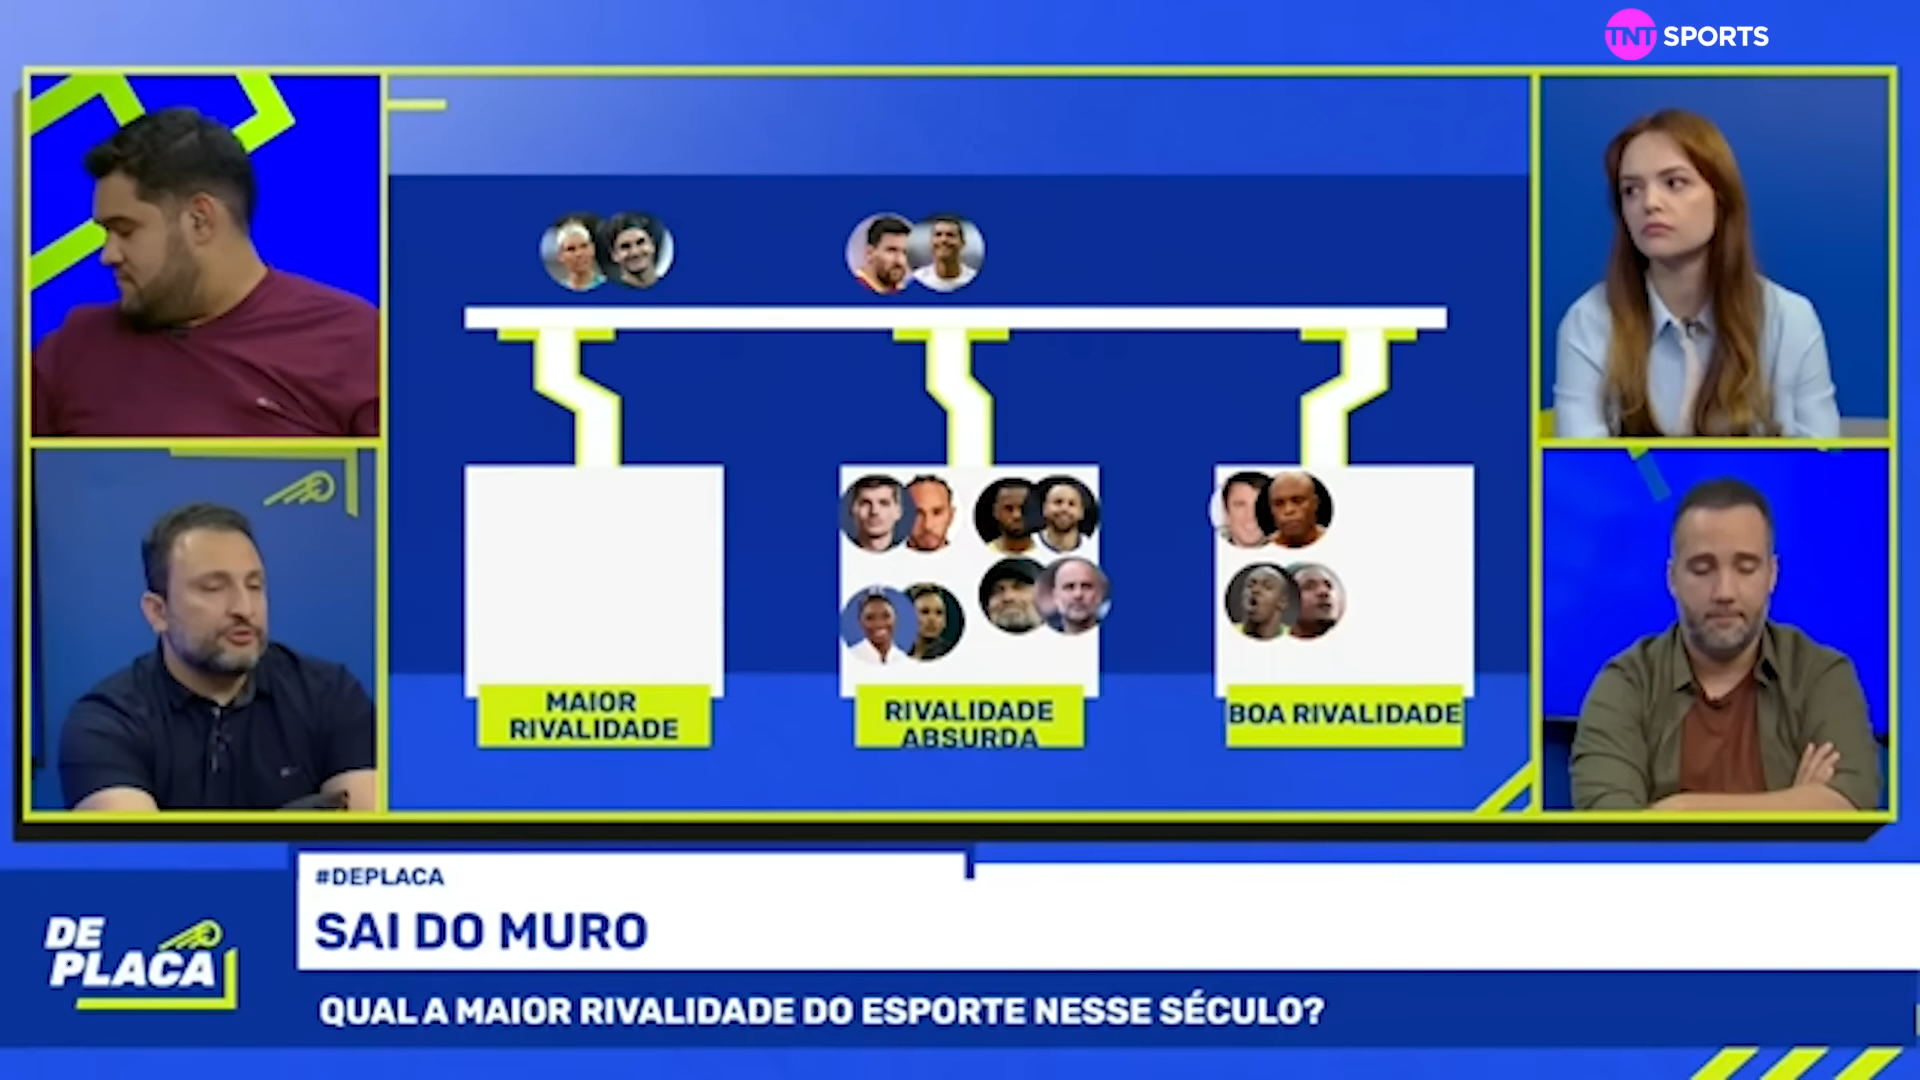 TNT SPORTS
MAIOR
RIVALIDADE
RIVALIDADE
ABSURDA
BOA RIVALIDADE
#DEPLACA
SAI DO MURO
DE
PLACA
QUAL A MAIOR RIVALIDADE DO ESPORTE NESSE SÉCULO?